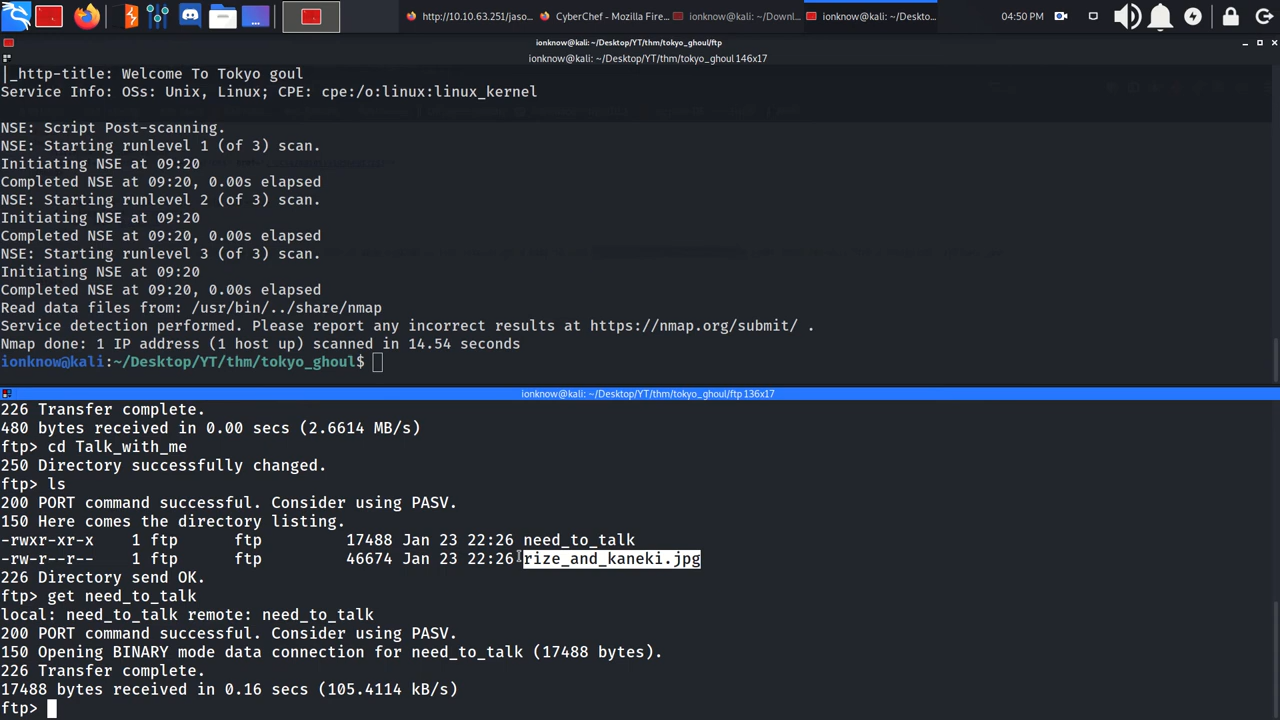 http://10.10.63.251/jaso...
CyberChef - Mozilla Fire...
ionknow@kali: ~/Downl...
ionknow@kali: ~/Deskto...
04:50 PM
ionknow@kali: ~/Desktop/YT/thm/tokyo_ghoul/ftp
ionknow@kali: ~/Desktop/YT/thm/tokyo_ghoul 146x17
|_http-title: Welcome To Tokyo goul
Service Info: OSs: Unix, Linux; CPE: cpe:/o:linux:linux_kernel
NSE: Script Post-scanning.
NSE: Starting runlevel 1 (of 3) scan.
Initiating NSE at 09:20
Completed NSE at 09:20, 0.00s elapsed
NSE: Starting runlevel 2 (of 3) scan.
Initiating NSE at 09:20
Completed NSE at 09:20, 0.00s elapsed
NSE: Starting runlevel 3 (of 3) scan.
Initiating NSE at 09:20
Completed NSE at 09:20, 0.00s elapsed
Read data files from: /usr/bin/../share/nmap
Service detection performed. Please report any incorrect results at https://nmap.org/submit/ .
Nmap done: 1 IP address (1 host up) scanned in 14.54 seconds
ionknow@kali:~/Desktop/YT/thm/tokyo_ghoul$
ionknow@kali: ~/Desktop/YT/thm/tokyo_ghoul/ftp 136x17
226 Transfer complete.
480 bytes received in 0.00 secs (2.6614 MB/s)
ftp> cd Talk_with_me
250 Directory successfully changed.
ftp> ls
200 PORT command successful. Consider using PASV.
150 Here comes the directory listing.
-rwxr-xr-x    1 ftp      ftp         17488 Jan 23 22:26 need_to_talk
-rw-r--r--    1 ftp      ftp         46674 Jan 23 22:26 rize_and_kaneki.jpg
226 Directory send OK.
ftp> get need_to_talk
local: need_to_talk remote: need_to_talk
200 PORT command successful. Consider using PASV.
150 Opening BINARY mode data connection for need_to_talk (17488 bytes).
226 Transfer complete.
17488 bytes received in 0.16 secs (105.4114 kB/s)
ftp>